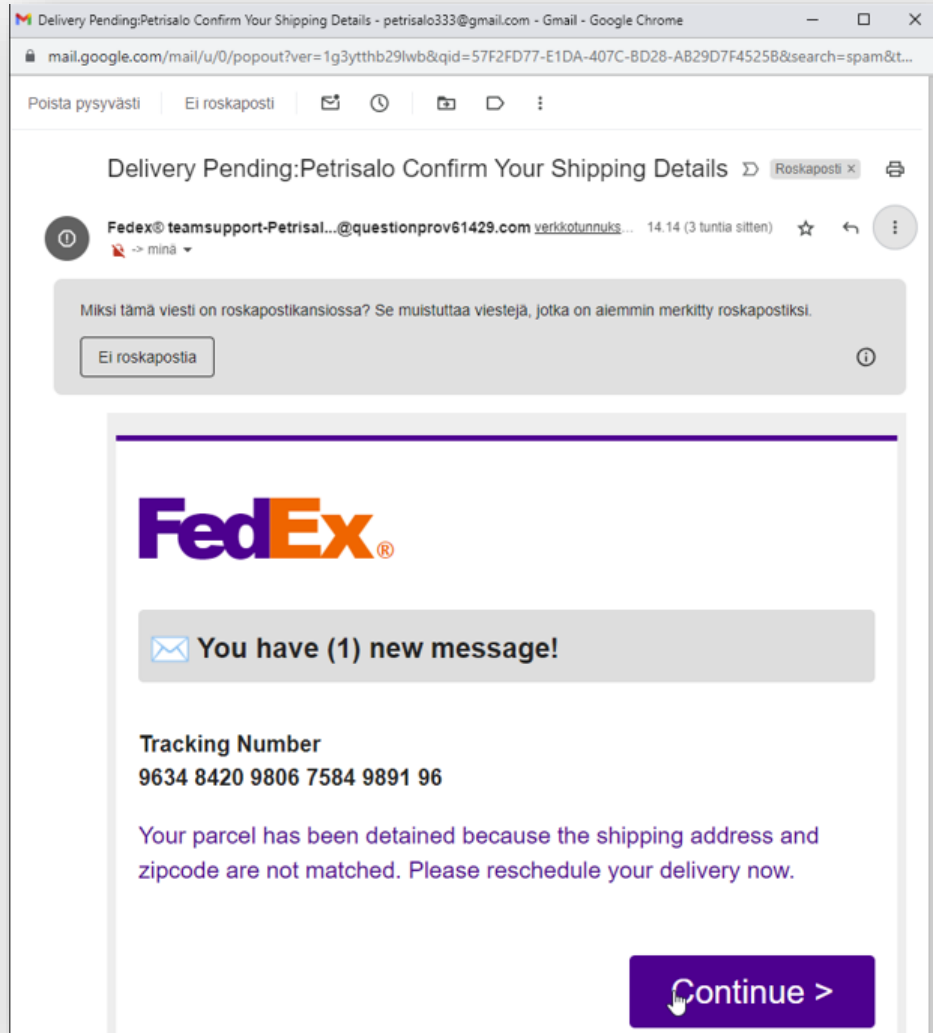 Delivery Pending:Petrisalo Confirm Your Shipping Details - petrisalo333@gmail.com - Gmail - Google Chrome
mail.google.com/mail/u/0/popout?ver=1g3ytthb29lwb&qid=57F2FD77-E1DA-407C-BD28-AB29D7F4525B&search=spam&t...
Poista pysyvästi Ei roskaposti
Delivery Pending:Petrisalo Confirm Your Shipping Details Roskaposti ×
Fedex® teamsupport-Petrisal...@questionprov61429.com verkkotunnuks... 14.14 (3 tuntia sitten)
-> minä
Miksi tämä viesti on roskapostikansiossa? Se muistuttaa viestejä, jotka on aiemmin merkitty roskapostiksi.
Ei roskapostia
FedEx®
✉️ You have (1) new message!
Tracking Number
9634 8420 9806 7584 9891 96
Your parcel has been detained because the shipping address and
zipcode are not matched. Please reschedule your delivery now.
Continue >